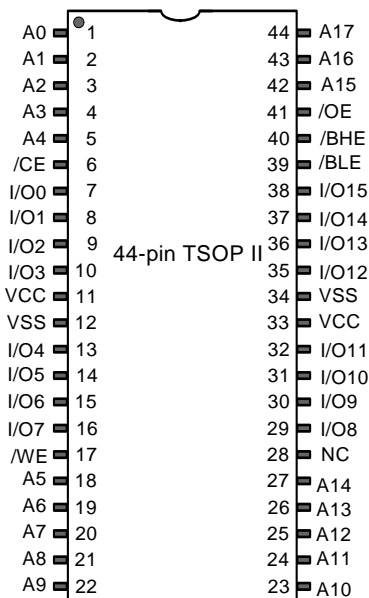 A0 1 44 A17
A1 2 43 A16
A2 3 42 A15
A3 4 41 /OE
A4 5 40 /BHE
/CE 6 39 /BLE
I/O0 7 38 I/O15
I/O1 8 37 I/O14
I/O2 9 36 I/O13
44-pin TSOP II
I/O3 10 35 I/O12
VCC 11 34 VSS
VSS 12 33 VCC
I/O4 13 32 I/O11
I/O5 14 31 I/O10
I/O6 15 30 I/O9
I/O7 16 29 I/O8
/WE 17 28 NC
A5 18 27 A14
A6 19 26 A13
A7 20 25 A12
A8 21 24 A11
A9 22 23 A10